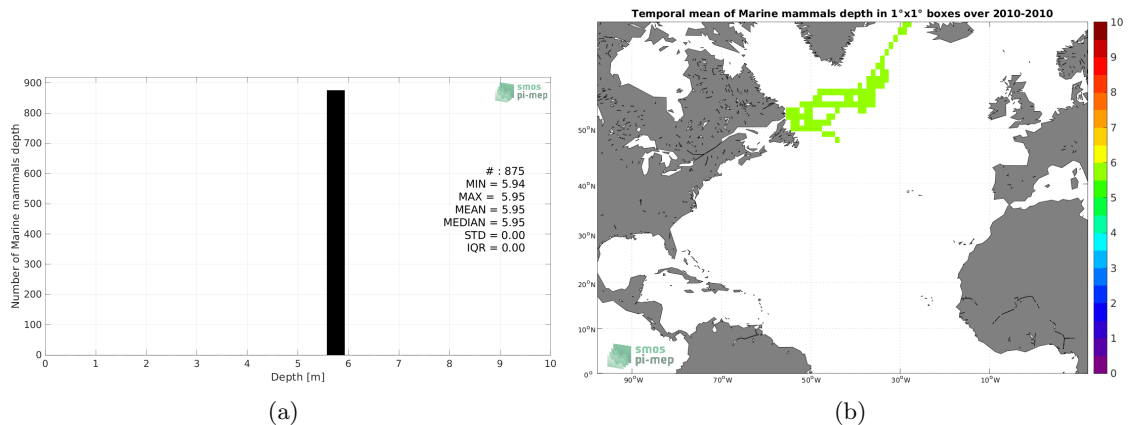 900
800
700
600
500
400
300
200
100
0
Number of Marine mammals depth
smos
pi-mep
# : 875
MIN = 5.94
MAX = 5.95
MEAN = 5.95
MEDIAN = 5.95
STD = 0.00
IQR = 0.00
0 1 2 3 4 5 6 7 8 9 10
Depth [m]
(a)
Temporal mean of Marine mammals depth in 1°x1° boxes over 2010-2010
50°N
40°N
30°N
20°N
10°N
0°
90°W 70°W 50°W 30°W 10°W
smos
pi-mep
10
9
8
7
6
5
4
3
2
1
0
(b)